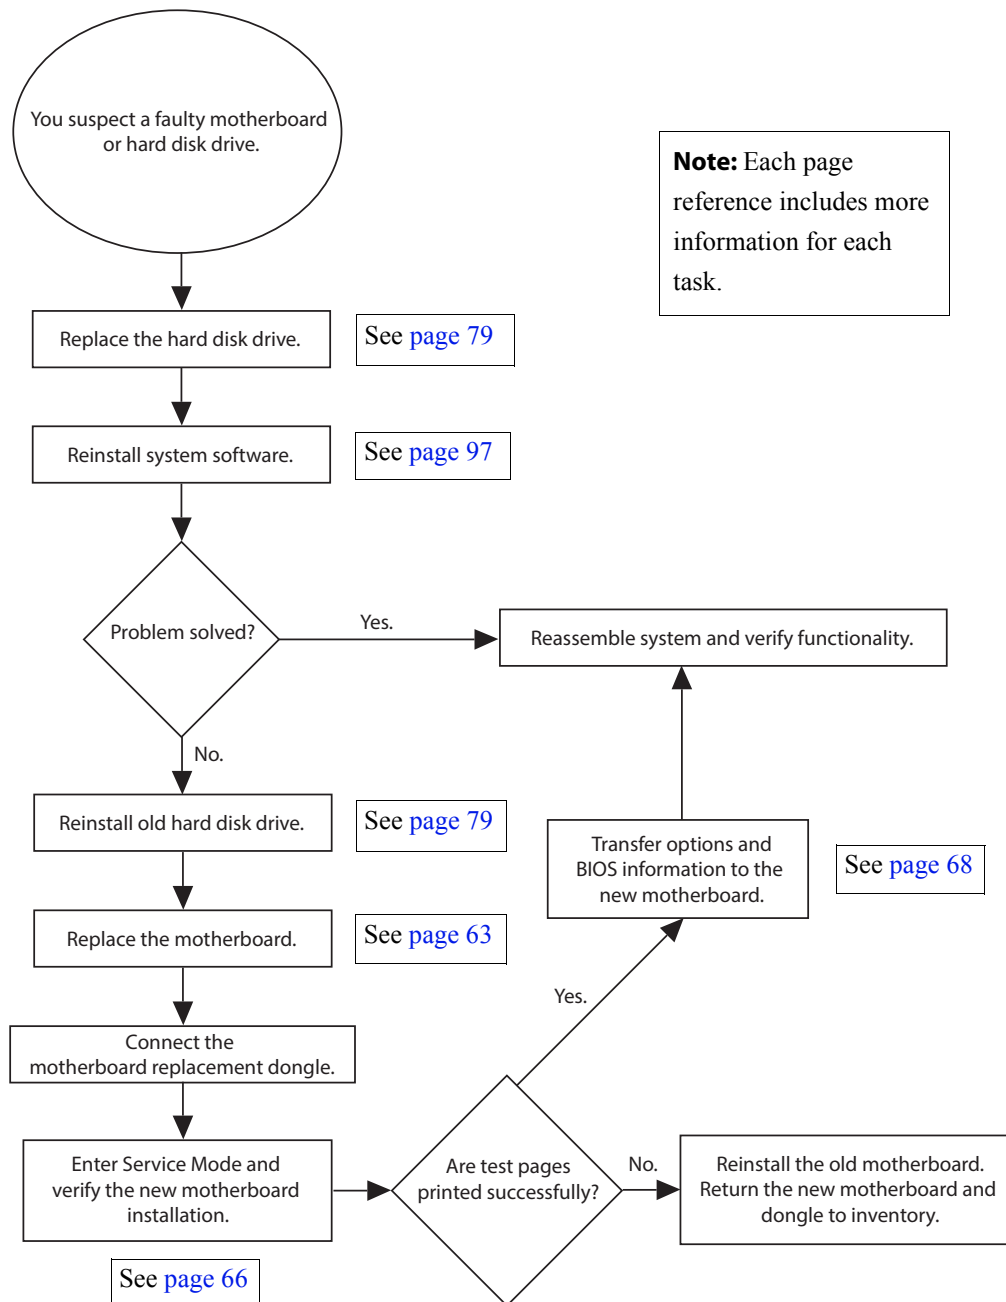 You suspect a faulty motherboard
or hard disk drive.
Note: Each page
reference includes more
information for each
task.
Replace the hard disk drive.
See page 79
Reinstall system software.
See page 97
Problem solved?
Yes.
Reassemble system and verify functionality.
No.
Reinstall old hard disk drive.
See page 79
Transfer options and
BIOS information to the
new motherboard.
See page 68
Replace the motherboard.
See page 63
Yes.
Connect the
motherboard replacement dongle.
Enter Service Mode and
verify the new motherboard
installation.
See page 66
Are test pages
printed successfully?
No.
Reinstall the old motherboard.
Return the new motherboard and
dongle to inventory.